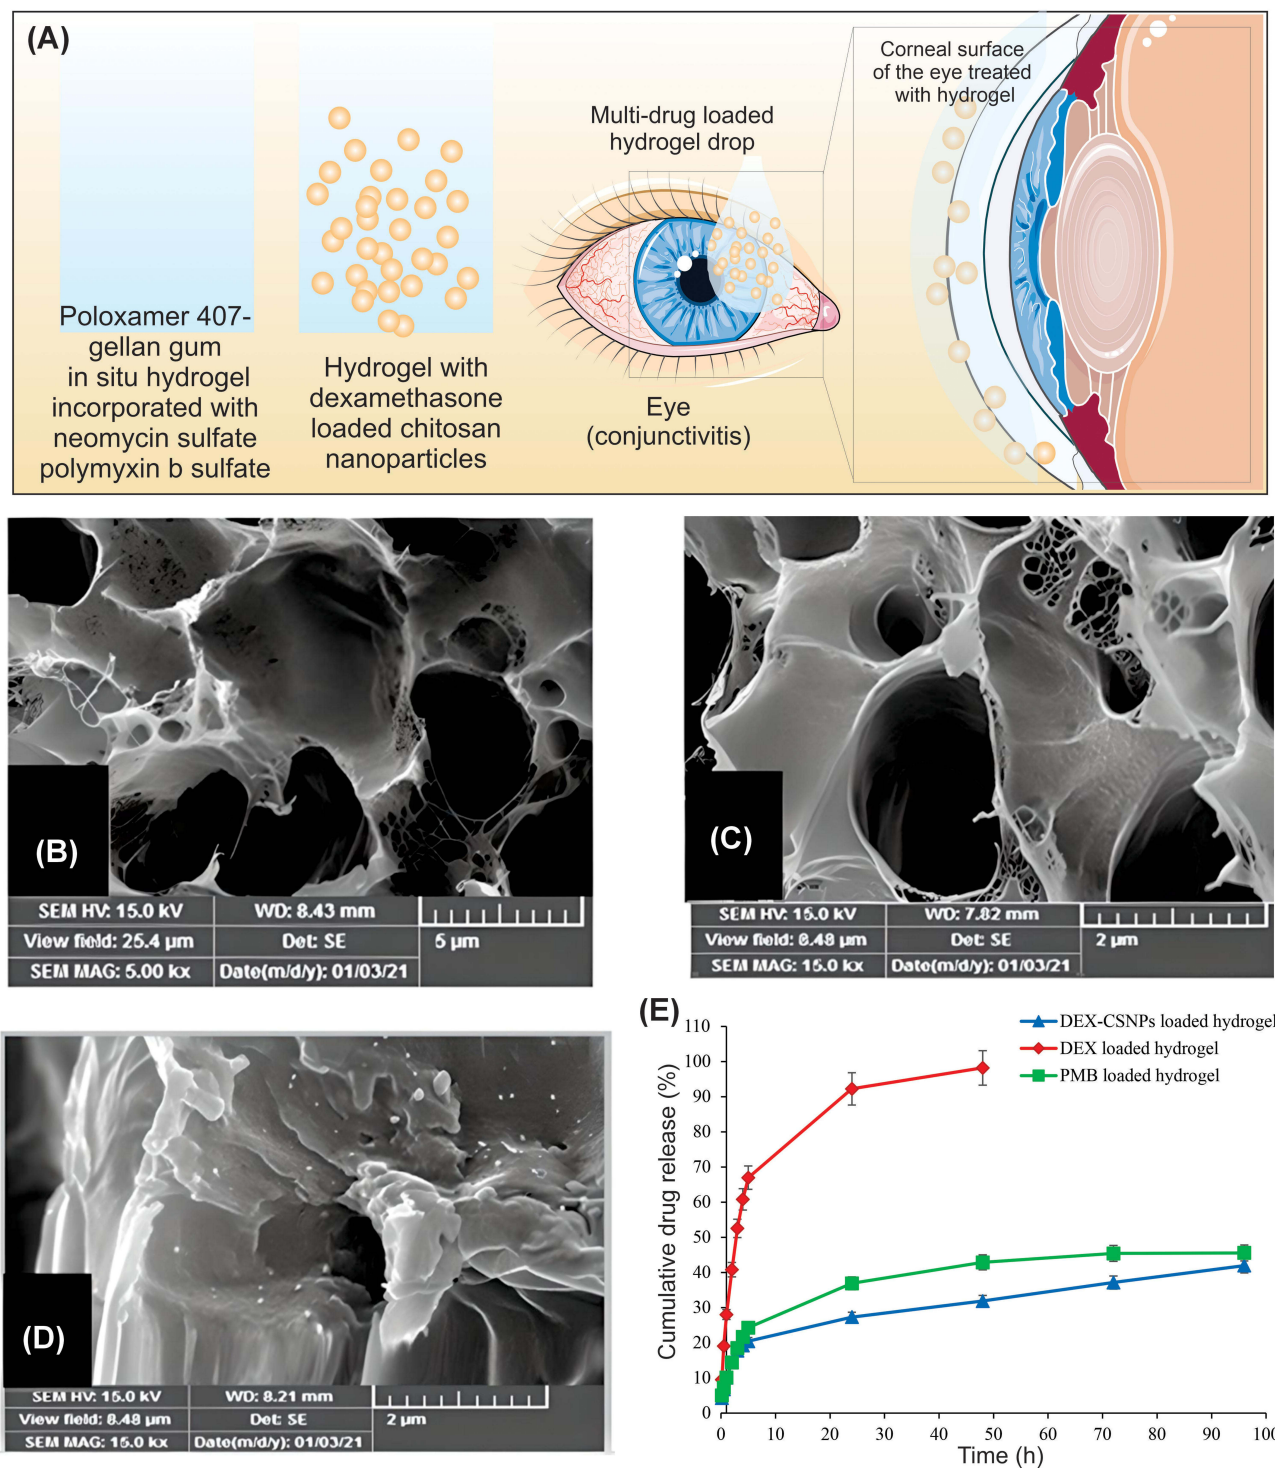 (A)
Poloxamer 407-
gellan gum
in situ hydrogel
incorporated with
neomycin sulfate
polymyxin b sulfate
Hydrogel with
dexamethasone
loaded chitosan
nanoparticles
Multi-drug loaded
hydrogel drop
Eye
(conjunctivitis)
Corneal surface
of the eye treated
with hydrogel
(B)
SEM HV: 15.0 kV
WD: 8.43 mm
View field: 25.4 µm
Det: SE
5 µm
SEM MAG: 5.00 kx
Date(m/d/y): 01/03/21
(C)
SEM HV: 15.0 kV
WD: 7.82 mm
View field: 8.48 µm
Det: SE
2 µm
SEM MAG: 15.0 kx
Date(m/d/y): 01/03/21
(D)
SEM HV: 15.0 kV
WD: 8.21 mm
View field: 8.48 µm
Det: SE
2 µm
SEM MAG: 15.0 kx
Date(m/d/y): 01/03/21
(E)
DEX-CSNPs loaded hydrogel
DEX loaded hydrogel
PMB loaded hydrogel
Cumulative drug release (%)
110
100
90
80
70
60
50
40
30
20
10
0
0 10 20 30 40 50 60 70 80 90 100
Time (h)